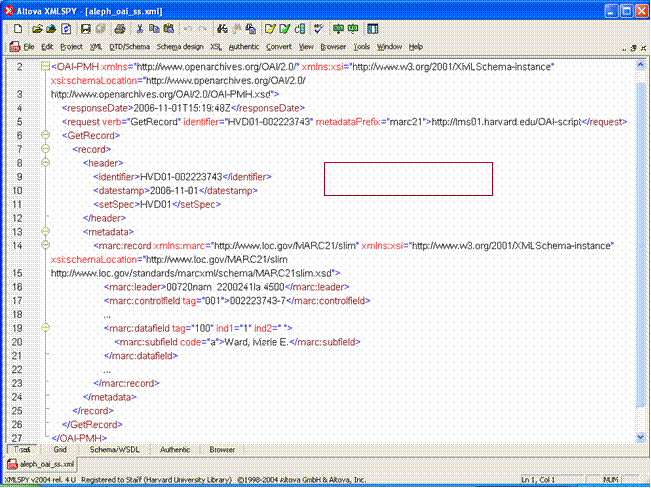 Altova XMLSPY - [aleph_oai_ss.xml]
File Edit Project XML DTD/Schema Schema design XSL Authentic Convert View Browser Tools Window Help
2 <OAI-PMH xmlns="http://www.openarchives.org/OAI/2.0/" xmlns:xsi="http://www.w3.org/2001/XMLSchema-instance"
xsi:schemaLocation="http://www.openarchives.org/OAI/2.0/
3 http://www.openarchives.org/OAI/2.0/OAI-PMH.xsd">
4 <responseDate>2006-11-01T15:19:48Z</responseDate>
5 <request verb="GetRecord" identifier="HVD01-002223743" metadataPrefix="marc21">http://lms01.harvard.edu/OAI-script</request>
6 <GetRecord>
7 <record>
8 <header>
9 <identifier>HVD01-002223743</identifier>
10 <datestamp>2006-11-01</datestamp>
11 <setSpec>HVD01</setSpec>
12 </header>
13 <metadata>
14 <marc:record xmlns:marc="http://www.loc.gov/MARC21/slim" xmlns:xsi="http://www.w3.org/2001/XMLSchema-instance"
xsi:schemaLocation="http://www.loc.gov/MARC21/slim
15 http://www.loc.gov/standards/marcxml/schema/MARC21slim.xsd">
16 <marc:leader>00720nam 2200241Ia 4500</marc:leader>
17 <marc:controlfield tag="001">002223743-7</marc:controlfield>
18 ...
19 <marc:datafield tag="100" ind1="1" ind2=" ">
20 <marc:subfield code="a">Ward, Marie E.</marc:subfield>
21 </marc:datafield>
22 ...
23 </marc:record>
24 </metadata>
25 </record>
26 </GetRecord>
27 </OAI-PMH>
Text Grid Schema/WSDL Authentic Browser
aleph_oai_ss.xml
XMLSPY v2004 rel. 4 U Registered to Staff (Harvard University Library) ©1998-2004 Altova GmbH & Altova, Inc. Ln 1, Col 1 NUM